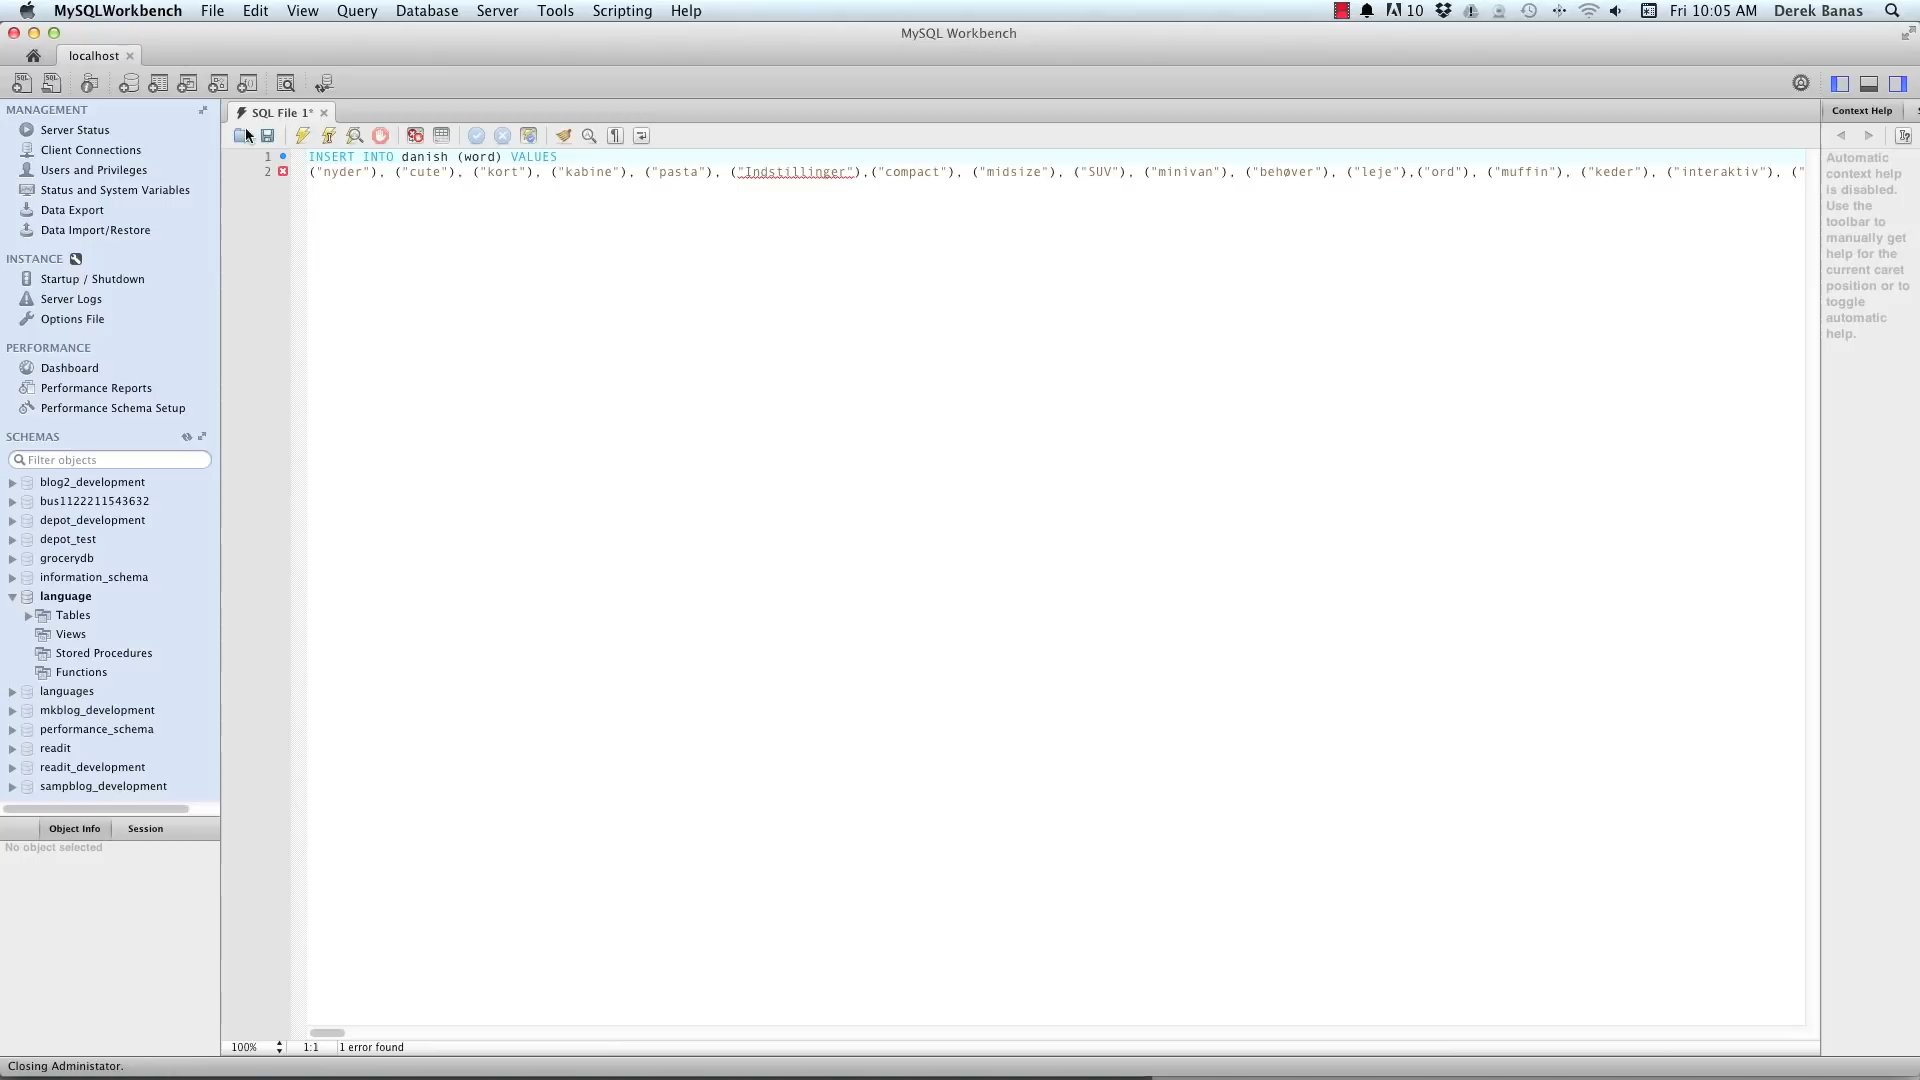 MySQLWorkbench File Edit View Query Database Server Tools Scripting Help
10 Fri 10:05 AM Derek Banas
MySQL Workbench
localhost
MANAGEMENT
Server Status
Client Connections
Users and Privileges
Status and System Variables
Data Export
Data Import/Restore
INSTANCE
Startup / Shutdown
Server Logs
Options File
PERFORMANCE
Dashboard
Performance Reports
Performance Schema Setup
SCHEMAS
Filter objects
blog2_development
bus1122211543632
depot_development
depot_test
grocerydb
information_schema
language
Tables
Views
Stored Procedures
Functions
languages
mkblog_development
performance_schema
readit
readit_development
sampblog_development
Object Info Session
No object selected
SQL File 1*
1 INSERT INTO danish (word) VALUES
2 ("nyder"), ("cute"), ("kort"), ("kabine"), ("pasta"), ("Indstillinger"),("compact"), ("midsize"), ("SUV"), ("minivan"), ("behøver"), ("leje"),("ord"), ("muffin"), ("keder"), ("interaktiv"), ("
100% 1:1 1 error found
Context Help
Automatic
context help
is disabled.
Use the
toolbar to
manually get
help for the
current caret
position or to
toggle
automatic
help.
Closing Administator.